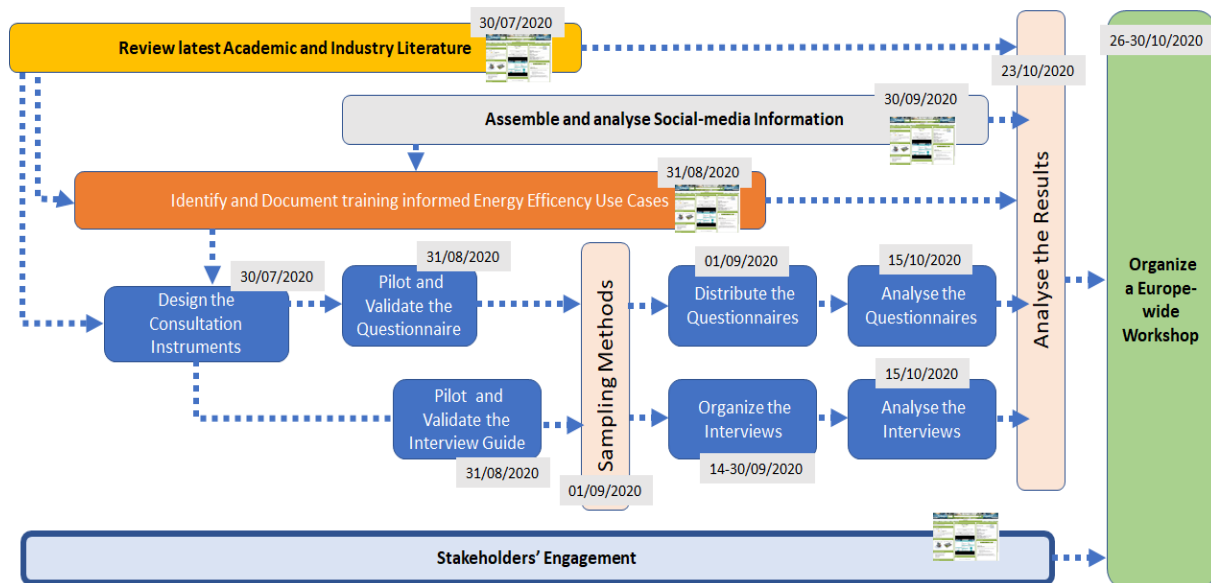 30/07/2020
Review latest Academic and Industry Literature
26-30/10/2020
23/10/2020
30/09/2020
Assemble and analyse Social-media Information
31/08/2020
Identify and Document training informed Energy Efficency Use Cases
31/08/2020
30/07/2020
Design the
Consultation
Instruments
Pilot and
Validate the
Questionnaire
01/09/2020
Distribute the
Questionnaires
15/10/2020
Analyse the
Questionnaires
Pilot and
Validate the
Interview Guide
31/08/2020
Sampling Methods
01/09/2020
Organize the
Interviews
14-30/09/2020
15/10/2020
Analyse the
Interviews
Analyse the Results
Organize
a Europe-
wide
Workshop
Stakeholders’ Engagement